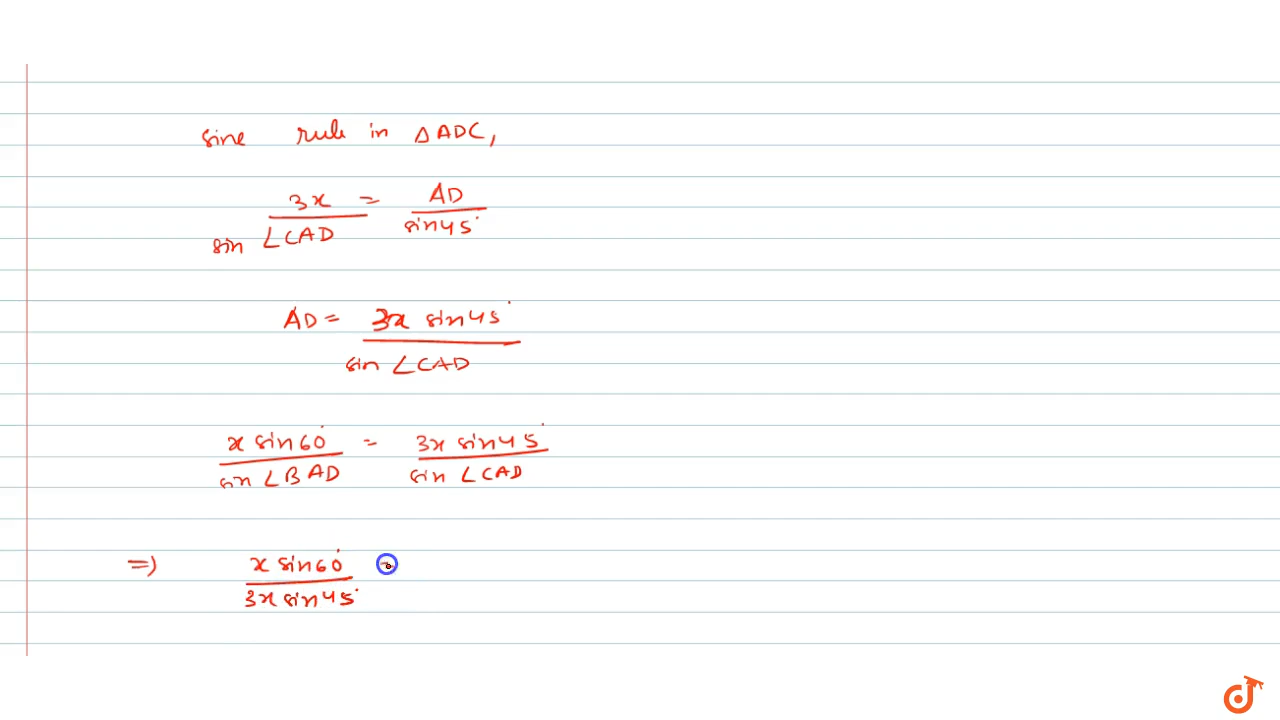 sine rule in △ADC,
3x / sin ∠CAD = AD / sin45°
AD = 3x sin45° / sin ∠CAD
x sin60° / sin ∠BAD = 3x sin45° / sin ∠CAD
⇒) x sin60° / 3x sin45° =